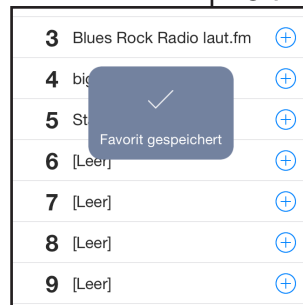 3 Blues Rock Radio laut.fm
4 big
5 St
Favorit gespeichert
6 [Leer]
7 [Leer]
8 [Leer]
9 [Leer]